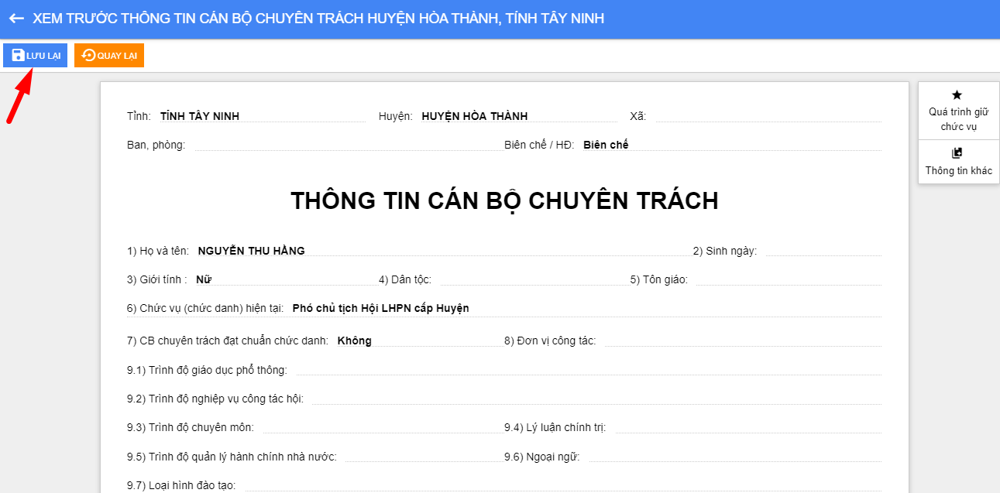 XEM TRƯỚC THÔNG TIN CÁN BỘ CHUYÊN TRÁCH HUYỆN HÒA THÀNH, TỈNH TÂY NINH
LƯU LẠI QUAY LẠI
Tỉnh: TỈNH TÂY NINH Huyện: HUYỆN HÒA THÀNH Xã:
Ban, phòng: Biên chế / HĐ: Biên chế
THÔNG TIN CÁN BỘ CHUYÊN TRÁCH
1) Họ và tên: NGUYỄN THU HẰNG 2) Sinh ngày:
3) Giới tính : Nữ 4) Dân tộc: 5) Tôn giáo:
6) Chức vụ (chức danh) hiện tại: Phó chủ tịch Hội LHPN cấp Huyện
7) CB chuyên trách đạt chuẩn chức danh: Không 8) Đơn vị công tác:
9.1) Trình độ giáo dục phổ thông:
9.2) Trình độ nghiệp vụ công tác hội:
9.3) Trình độ chuyên môn: 9.4) Lý luận chính trị:
9.5) Trình độ quản lý hành chính nhà nước: 9.6) Ngoại ngữ:
9.7) Loại hình đào tạo:
Quá trình giữ
chức vụ
Thông tin khác